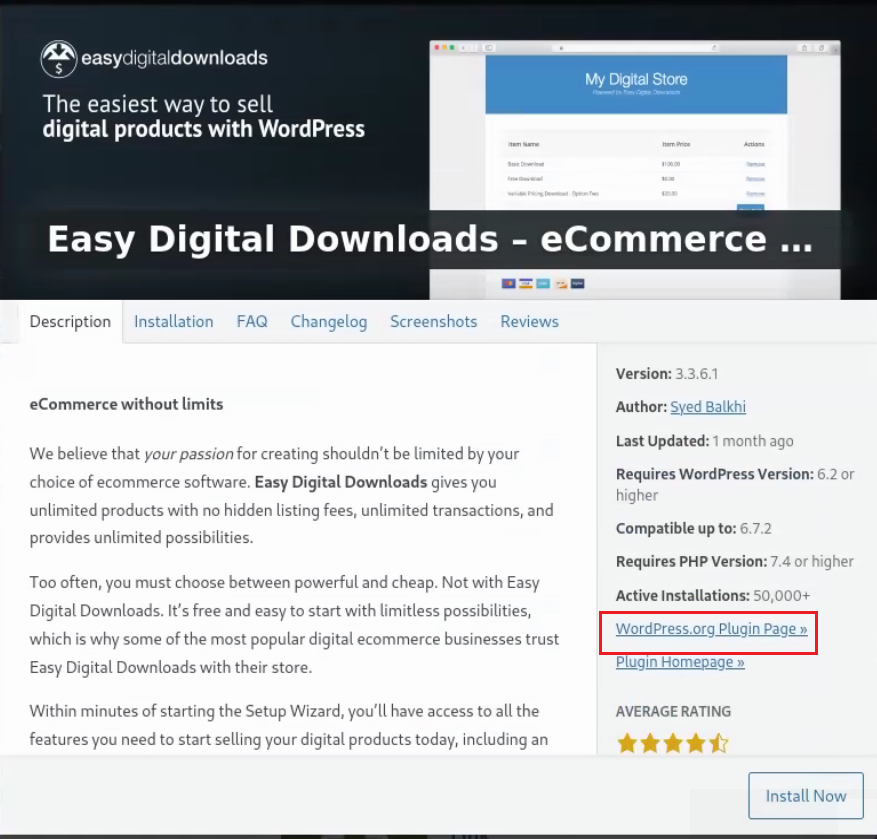 easydigitaldownloads
The easiest way to sell
digital products with WordPress
My Digital Store
Powered by Easy Digital Downloads
Item Name Item Price Actions
Basic Download $100.00 Remove
Free Download $0.00 Remove
Variable Pricing Download - Option Two $20.00 Remove
Easy Digital Downloads – eCommerce …
VISA
Description Installation FAQ Changelog Screenshots Reviews
eCommerce without limits
We believe that your passion for creating shouldn’t be limited by your
choice of ecommerce software. Easy Digital Downloads gives you
unlimited products with no hidden listing fees, unlimited transactions, and
provides unlimited possibilities.
Too often, you must choose between powerful and cheap. Not with Easy
Digital Downloads. It’s free and easy to start with limitless possibilities,
which is why some of the most popular digital ecommerce businesses trust
Easy Digital Downloads with their store.
Within minutes of starting the Setup Wizard, you’ll have access to all the
features you need to start selling your digital products today, including an
Version: 3.3.6.1
Author: Syed Balkhi
Last Updated: 1 month ago
Requires WordPress Version: 6.2 or
higher
Compatible up to: 6.7.2
Requires PHP Version: 7.4 or higher
Active Installations: 50,000+
WordPress.org Plugin Page »
Plugin Homepage »
AVERAGE RATING
Install Now